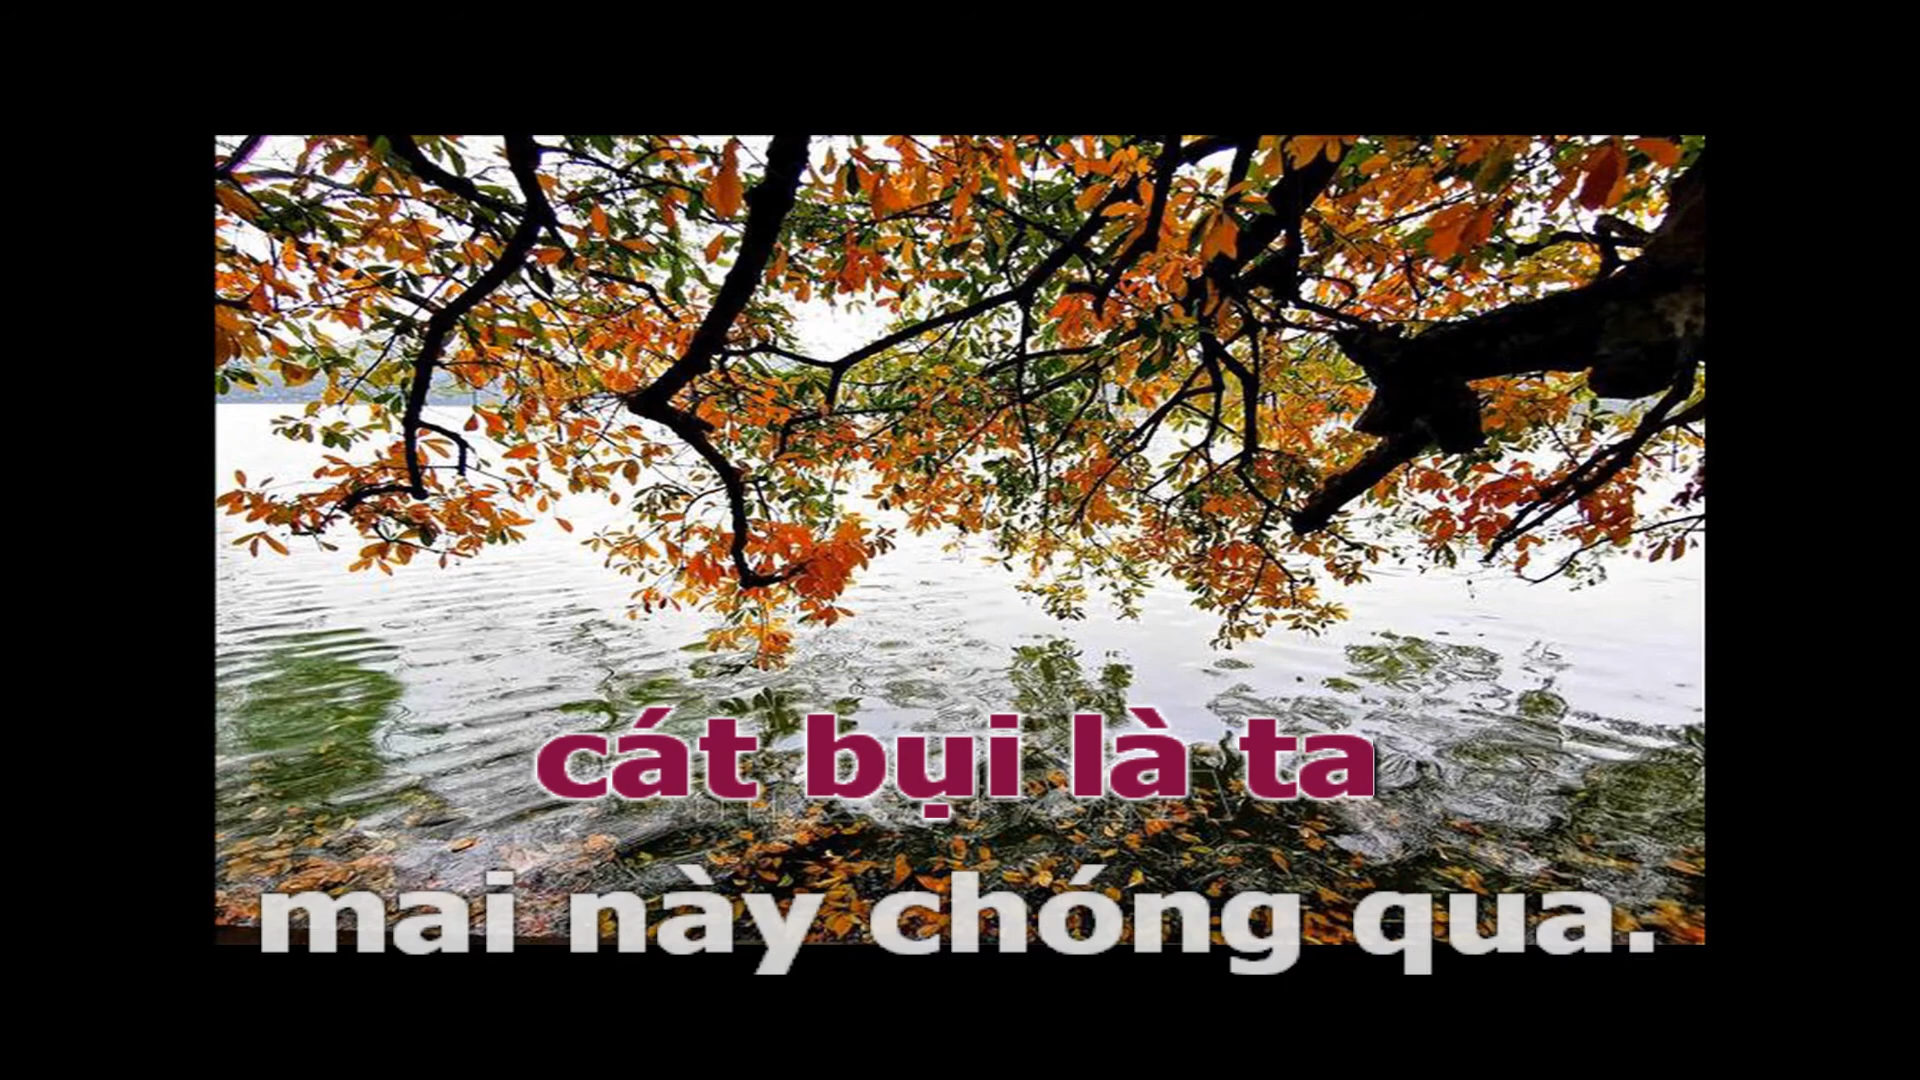 cát bụi là ta
mai này chóng qua.